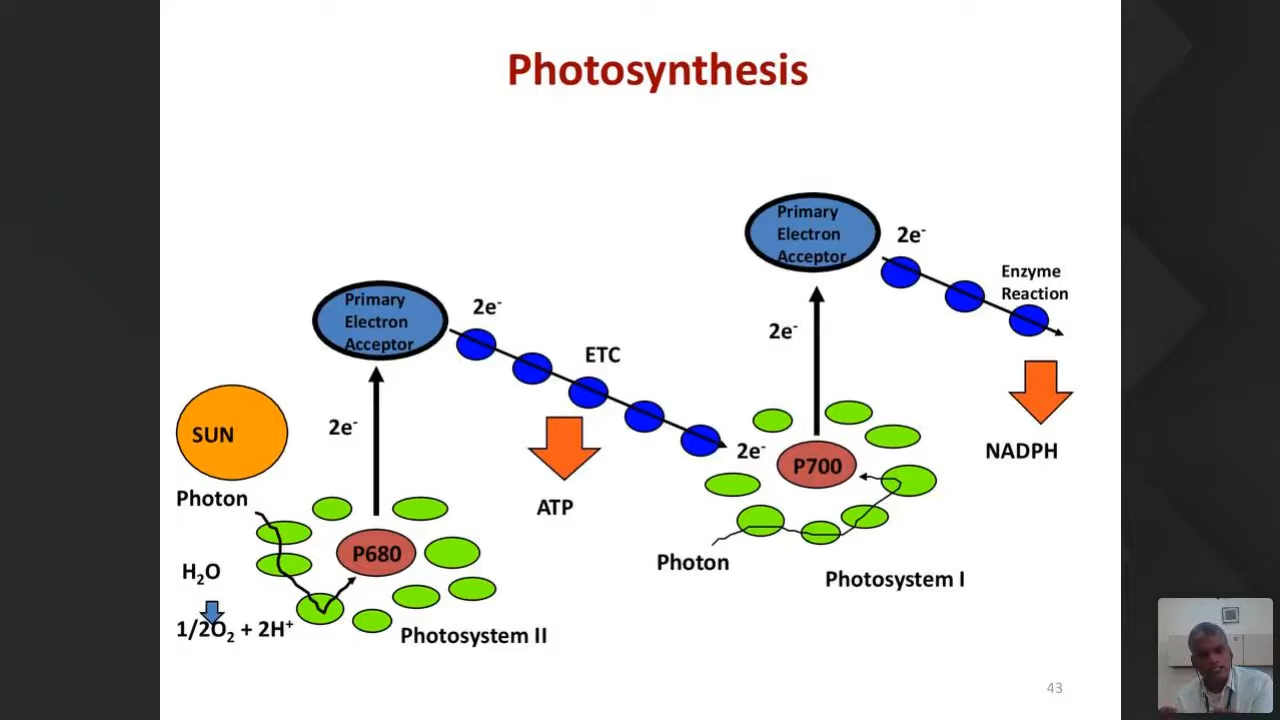 Photosynthesis
Primary
Electron
Acceptor
2e-
Enzyme
Reaction
2e-
NADPH
P700
Primary
Electron
Acceptor
2e-
ETC
2e-
ATP
2e-
SUN
Photon
P680
H2O
1/2O2 + 2H+
Photosystem II
Photon
Photosystem I
43